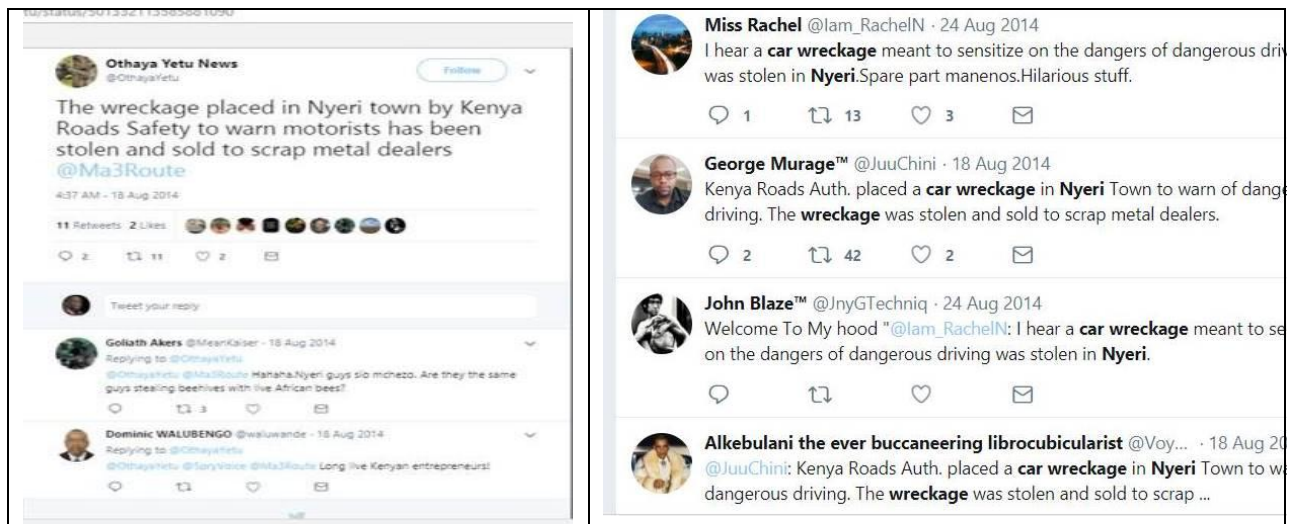 tu/status/501332113585881090
Othaya Yetu News
@OthayaYetu
Follow
The wreckage placed in Nyeri town by Kenya
Roads Safety to warn motorists has been
stolen and sold to scrap metal dealers
@Ma3Route
4:37 AM - 18 Aug 2014
11 Retweets 2 Likes
2 11 2
Tweet your reply
Goliath Akers @MeanKaiser - 18 Aug 2014
Replying to @OthayaYetu
@OthayaYetu @Ma3Route Hahaha.Nyeri guys sio mchezo. Are they the same
guys stealing beehives with live African bees?
3
Dominic WALUBENGO @waluwande - 18 Aug 2014
Replying to @OthayaYetu
@OthayaYetu @SpryVoice @Ma3Route Long live Kenyan entrepreneurs!
Miss Rachel @Iam_RachelN · 24 Aug 2014
I hear a car wreckage meant to sensitize on the dangers of dangerous driv
was stolen in Nyeri.Spare part manenos.Hilarious stuff.
1 13 3
George Murage™ @JuuChini · 18 Aug 2014
Kenya Roads Auth. placed a car wreckage in Nyeri Town to warn of dange
driving. The wreckage was stolen and sold to scrap metal dealers.
2 42 2
John Blaze™ @JnyGTechniq · 24 Aug 2014
Welcome To My hood "@Iam_RachelN: I hear a car wreckage meant to se
on the dangers of dangerous driving was stolen in Nyeri.
Alkebulani the ever buccaneering librocubicularist @Voy... · 18 Aug 20
@JuuChini: Kenya Roads Auth. placed a car wreckage in Nyeri Town to w
dangerous driving. The wreckage was stolen and sold to scrap ...